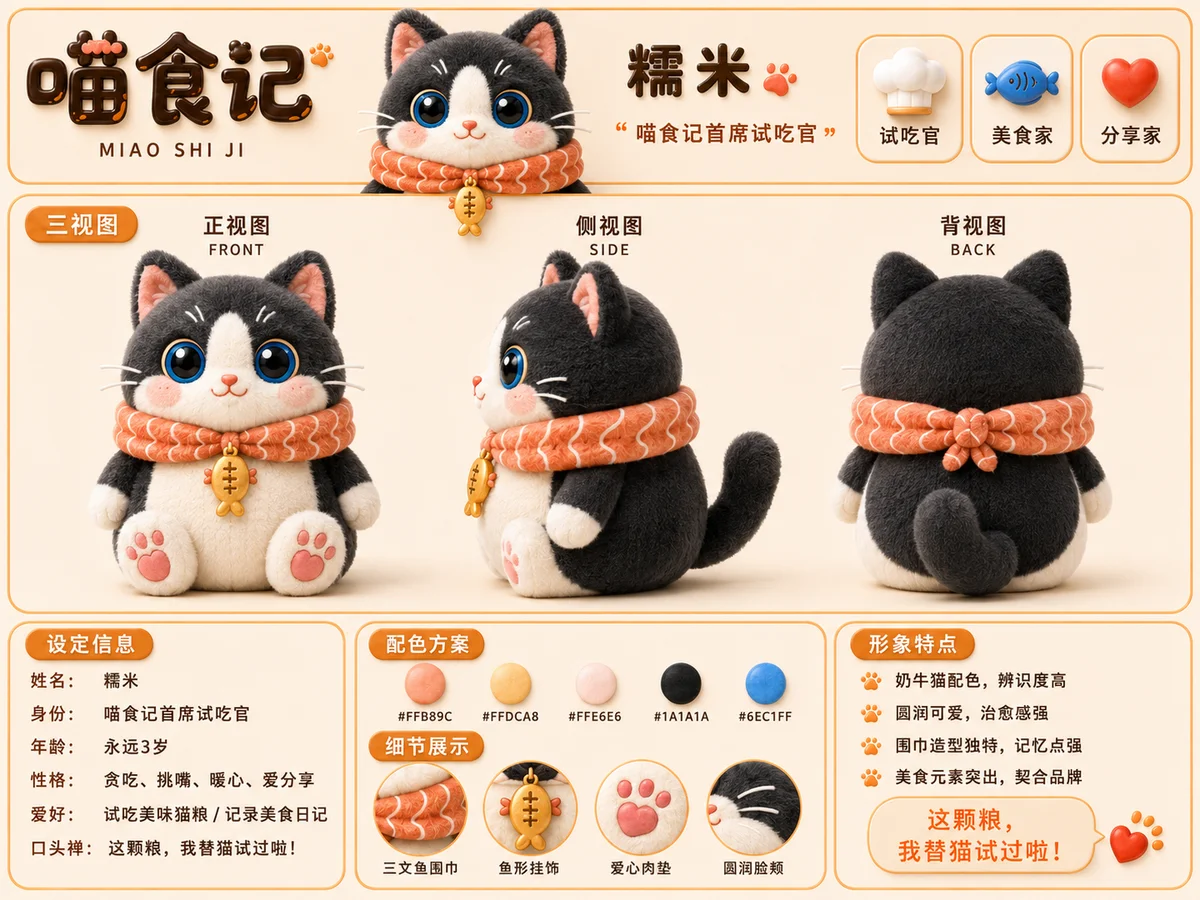 喵食记
MIAO SHI JI
糯米
“喵食记首席试吃官”
试吃官
美食家
分享家
三视图
正视图
FRONT
侧视图
SIDE
背视图
BACK
设定信息
姓名： 糯米
身份： 喵食记首席试吃官
年龄： 永远3岁
性格： 贪吃、挑嘴、暖心、爱分享
爱好： 试吃美味猫粮 / 记录美食日记
口头禅： 这颗粮，我替猫试过啦！
配色方案
#FFB89C
#FFDCA8
#FFE6E6
#1A1A1A
#6EC1FF
细节展示
三文鱼围巾
鱼形挂饰
爱心肉垫
圆润脸颊
形象特点
奶牛猫配色，辨识度高
圆润可爱，治愈感强
围巾造型独特，记忆点强
美食元素突出，契合品牌
这颗粮，
我替猫试过啦！